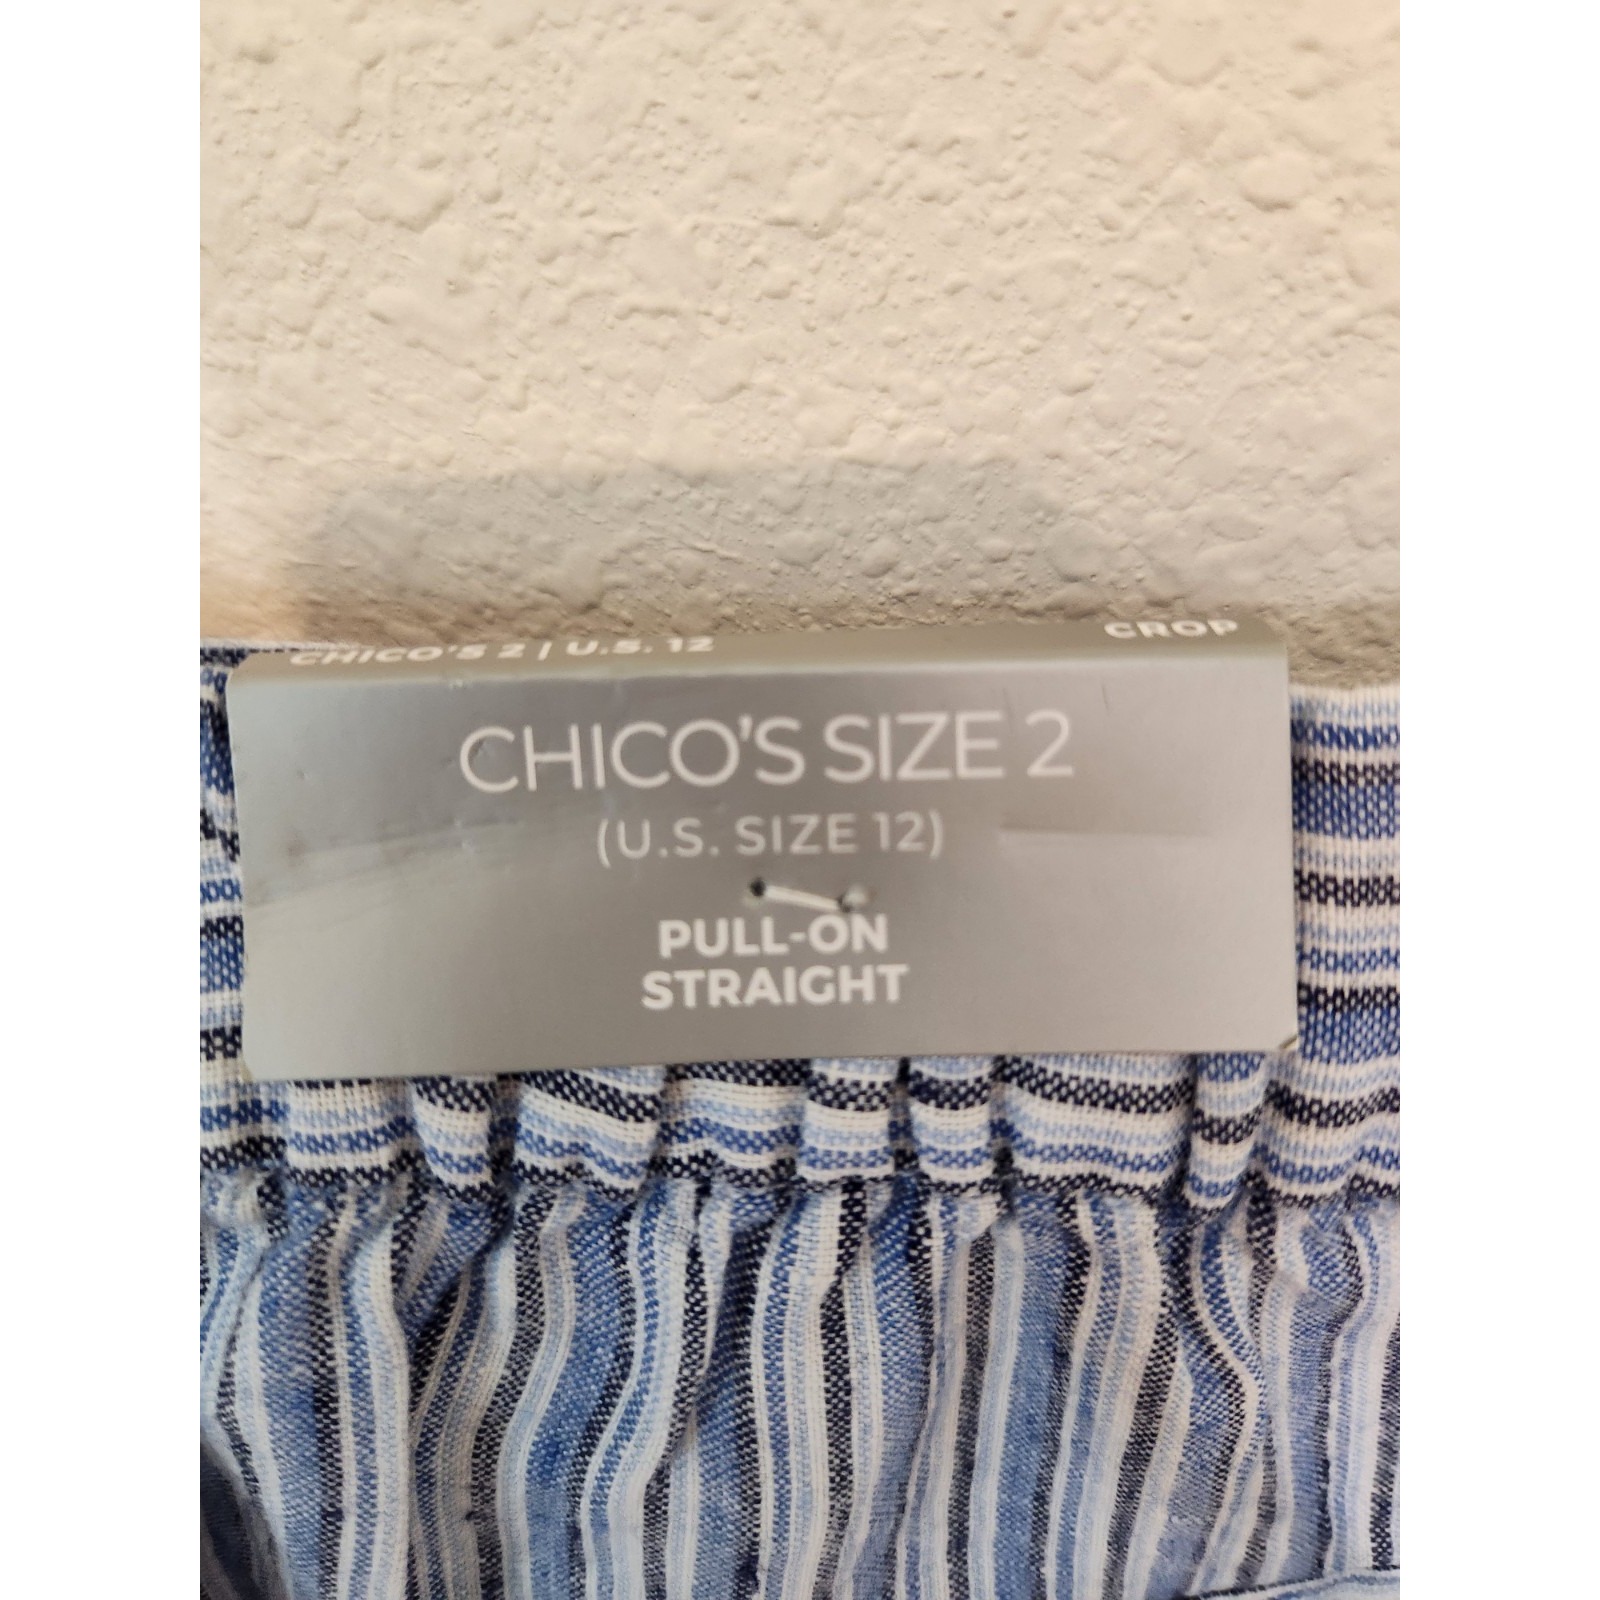 CHICO'S 2 | U.S. 12 CROP
CHICO'S SIZE 2
(U.S. SIZE 12)
PULL-ON
STRAIGHT